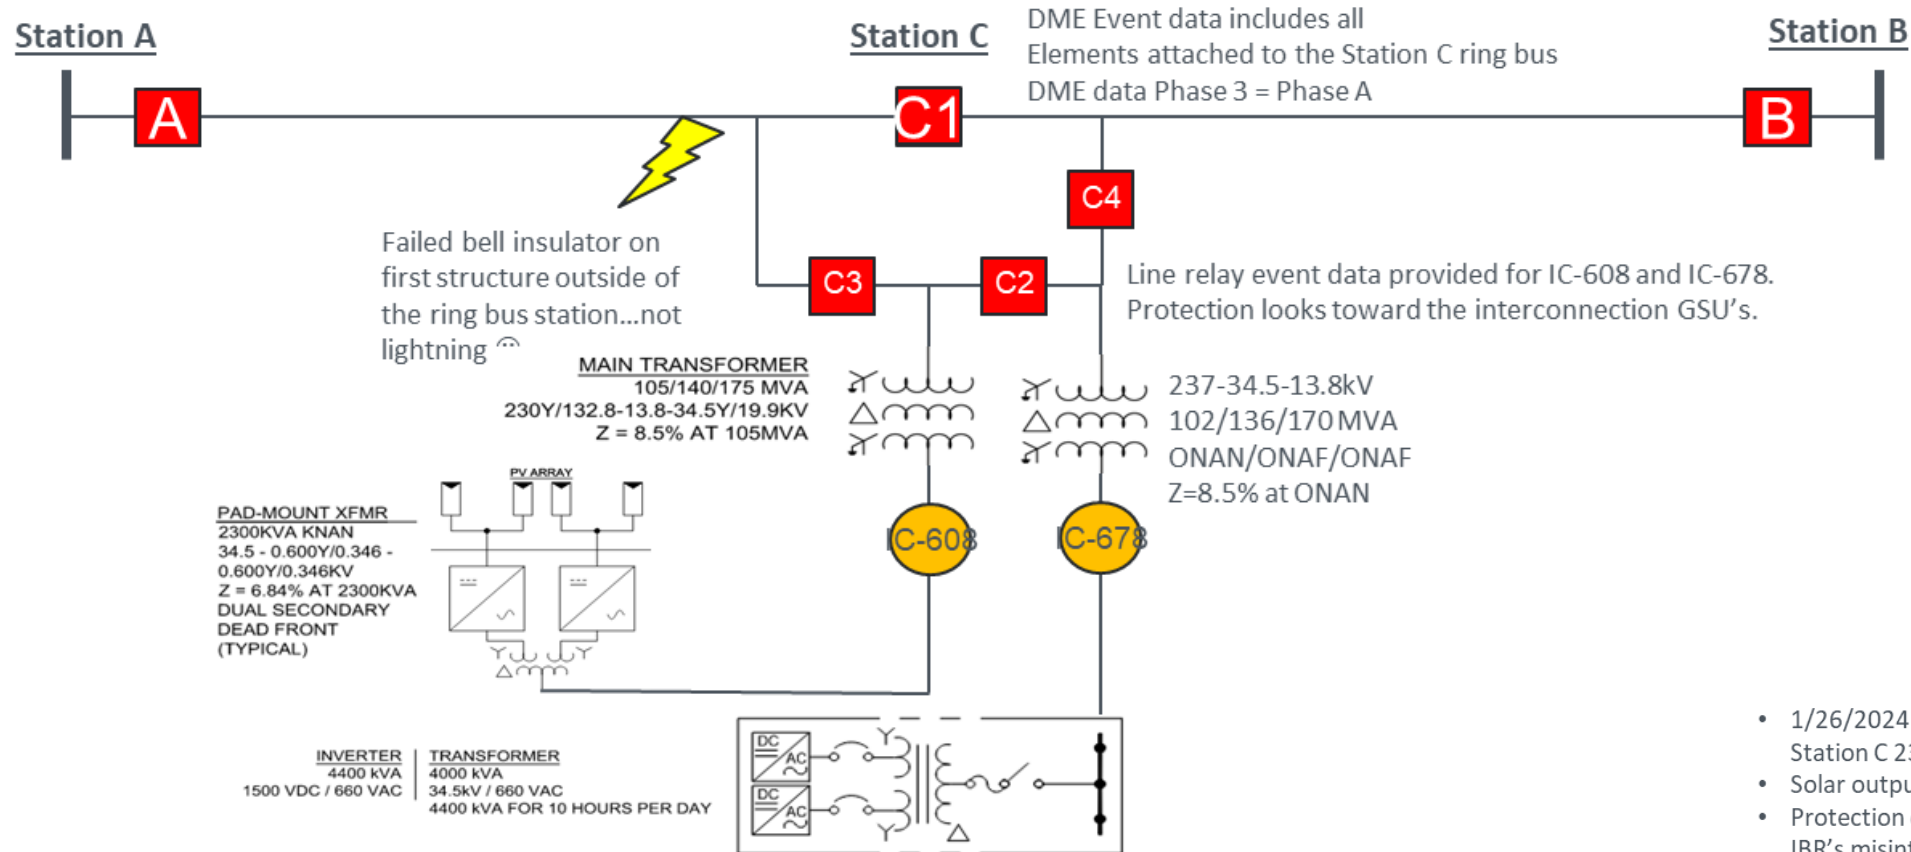 Station A
Station C
DME Event data includes all
Elements attached to the Station C ring bus
DME data Phase 3 = Phase A
Station B
A
C1
B
C4
Failed bell insulator on
first structure outside of
the ring bus station...not
lightning
C3
C2
Line relay event data provided for IC-608 and IC-678.
Protection looks toward the interconnection GSU's.
MAIN TRANSFORMER
105/140/175 MVA
230Y/132.8-13.8-34.5Y/19.9KV
Z = 8.5% AT 105MVA
237-34.5-13.8kV
102/136/170 MVA
ONAN/ONAF/ONAF
Z=8.5% at ONAN
PV ARRAY
PAD-MOUNT XFMR
2300KVA KNAN
34.5 - 0.600Y/0.346 -
0.600Y/0.346KV
Z = 6.84% AT 2300KVA
DUAL SECONDARY
DEAD FRONT
(TYPICAL)
IC-608
IC-678
INVERTER
4400 kVA
1500 VDC / 660 VAC
TRANSFORMER
4000 kVA
34.5kV / 660 VAC
4400 kVA FOR 10 HOURS PER DAY
DC
AC
DC
AC
Y
Y
• 1/26/2024
Station C 23
• Solar outpu
• Protection
IBR's misint